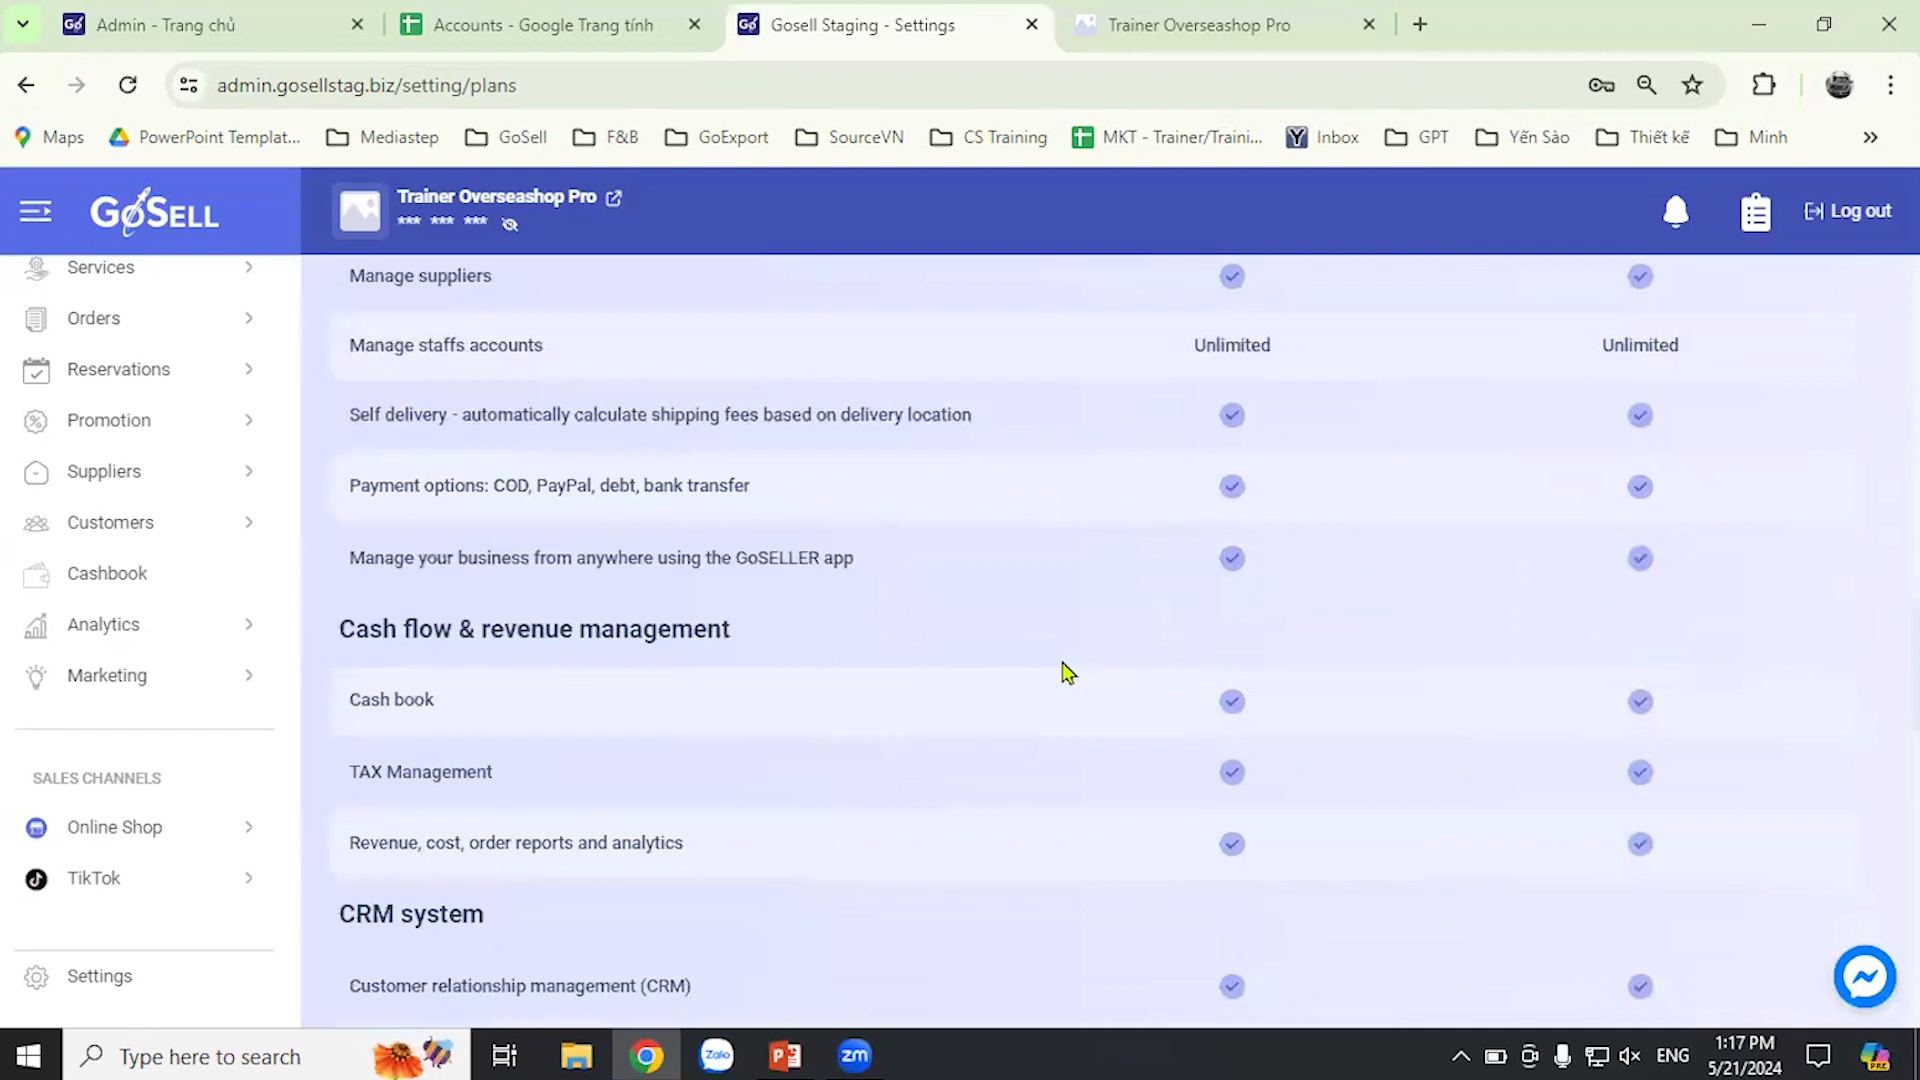 Admin - Trang chủ
Accounts - Google Trang tính
Gosell Staging - Settings
Trainer Overseashop Pro
admin.gosellstag.biz/setting/plans
Maps
PowerPoint Templat...
Mediastep
GoSell
F&B
GoExport
SourceVN
CS Training
MKT - Trainer/Traini...
Inbox
GPT
Yến Sào
Thiết kế
Minh
GOSELL
Trainer Overseashop Pro
*** *** ***
Log out
Services
Orders
Reservations
Promotion
Suppliers
Customers
Cashbook
Analytics
Marketing
SALES CHANNELS
Online Shop
TikTok
Settings
Manage suppliers
Manage staffs accounts Unlimited Unlimited
Self delivery - automatically calculate shipping fees based on delivery location
Payment options: COD, PayPal, debt, bank transfer
Manage your business from anywhere using the GoSELLER app
Cash flow & revenue management
Cash book
TAX Management
Revenue, cost, order reports and analytics
CRM system
Customer relationship management (CRM)
Type here to search
Zalo
zm
ENG
1:17 PM
5/21/2024
PRE